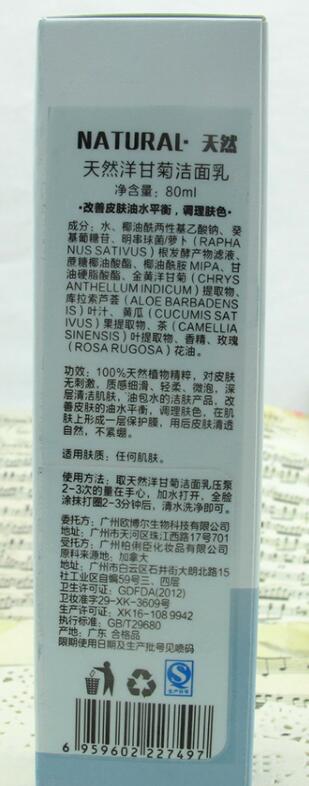 NATURAL· 天然
天然洋甘菊洁面乳
净含量：80ml
·改善皮肤油水平衡，调理肤色·
成分：水、椰油酰两性基乙酸钠、癸
基葡糖苷、明串球菌/萝卜（RAPHA
NUS SATIVUS）根发酵产物滤液、
蔗糖椰油酸酯、椰油酰胺 MIPA、甘
油硬脂酸酯、金黄洋甘菊（CHRYS
ANTHELLUM INDICUM）提取物、
库拉索芦荟（ALOE BARBADENS
IS）叶汁、黄瓜（CUCUMIS SAT
IVUS）果提取物、茶（CAMELLIA
SINENSIS）叶提取物、香精、玫瑰
（ROSA RUGOSA）花油。
功效：100%天然植物精粹，对皮肤
无刺激，质感细滑、轻柔、微泡，深
层清洁肌肤，油包水的洁肤产品，改
善皮肤的油水平衡，调理肤色，在肌
肤上形成一层保护膜，用后皮肤清透
自然，不紧绷。
适用肤质：任何肌肤。
使用方法：取天然洋甘菊洁面乳压泵
2-3次的量在手心，加水打开，全脸
涂抹打圈2-3分钟后，清水洗净即可。
委托方：广州欧博尔生物科技有限公司
地址：广州市天河区珠江西路17号701
受托方：广州柏俐臣化妆品有限公司
原料来源地：加拿大
地址：广州市白云区石井街大朗北路15
社工业区自编59号三、四层
卫生许可证：GDFDA(2012)
卫妆准字29-XK-3609号
生产许可证：XK16-108 9942
执行标准：GB/T29680
产地：广东 合格品
限期使用日期及生产批号见喷码
生产许可
6 959602 227497